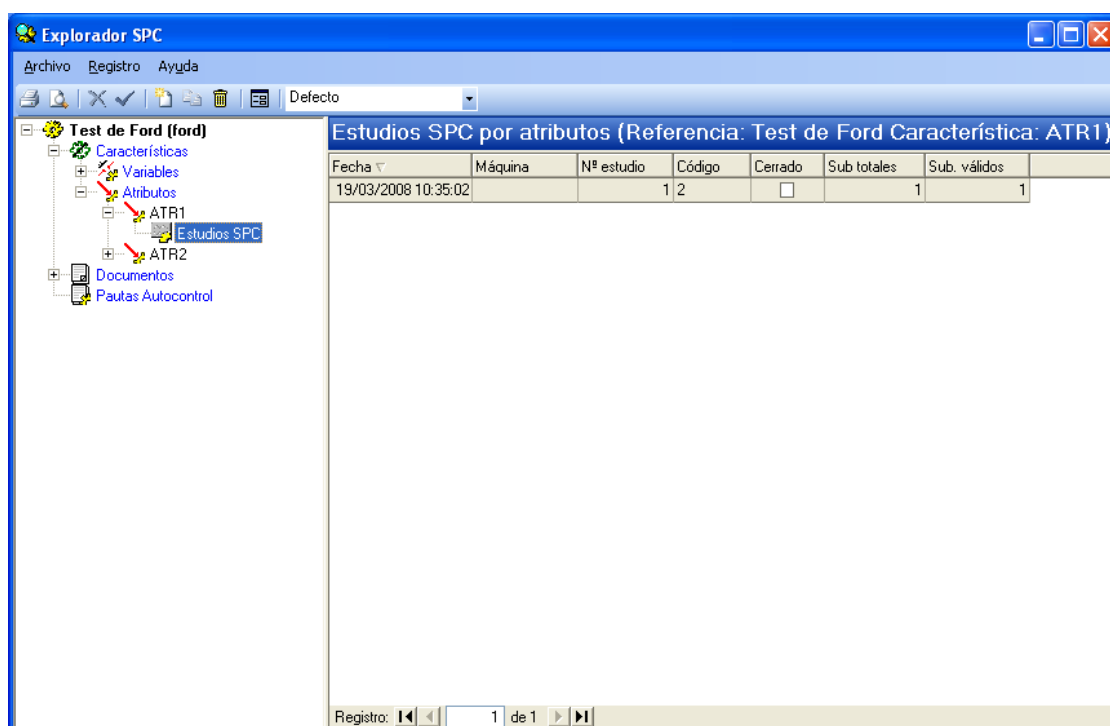 Explorador SPC
Archivo Registro Ayuda
Defecto
Test de Ford (ford)
Características
Variables
Atributos
ATR1
Estudios SPC
ATR2
Documentos
Pautas Autocontrol
Estudios SPC por atributos (Referencia: Test de Ford Característica: ATR1)
Fecha Máquina Nº estudio Código Cerrado Sub totales Sub. válidos
19/03/2008 10:35:02 1 2 1 1
Registro: 1 de 1